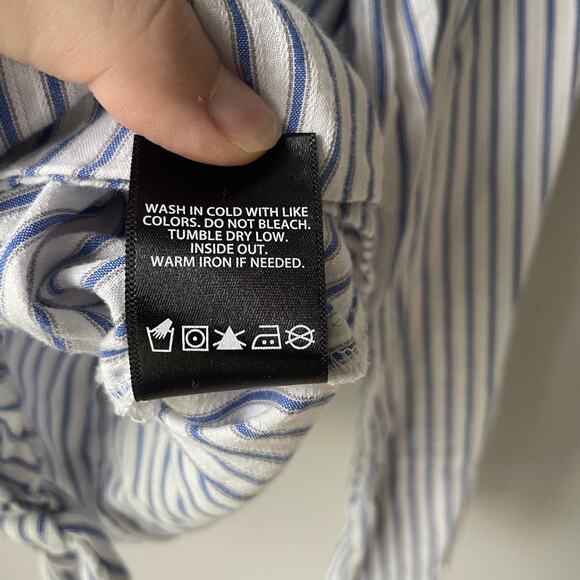 WASH IN COLD WITH LIKE
COLORS. DO NOT BLEACH.
TUMBLE DRY LOW.
INSIDE OUT.
WARM IRON IF NEEDED.